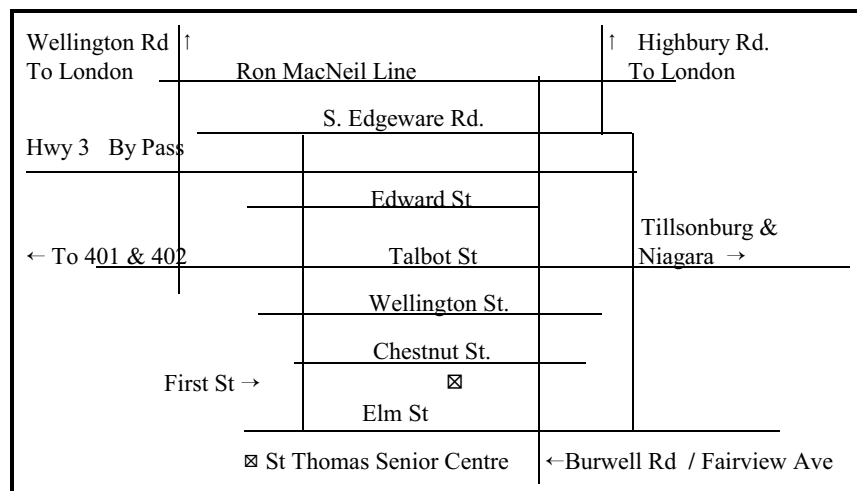 Wellington Rd ↑ ↑ Highbury Rd.
To London Ron MacNeil Line To London
S. Edgeware Rd.
Hwy 3 By Pass
Edward St
Tillsonburg &
← To 401 & 402 Talbot St Niagara →
Wellington St.
Chestnut St.
First St → ☒
Elm St
☒ St Thomas Senior Centre ←Burwell Rd / Fairview Ave